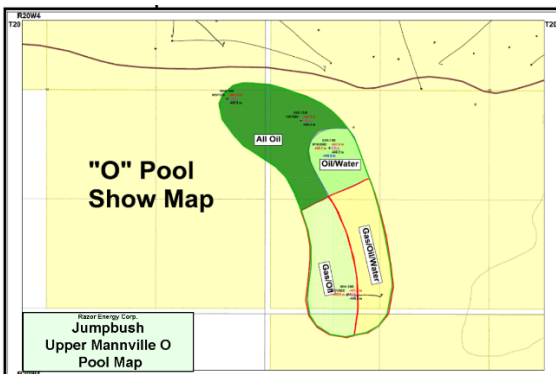 R20W4
T20
T20
All Oil
Oil/Water
"O" Pool
Show Map
Gas/Oil
Gas/Oil/Water
Razor Energy Corp.
Jumpbush
Upper Mannville O
Pool Map